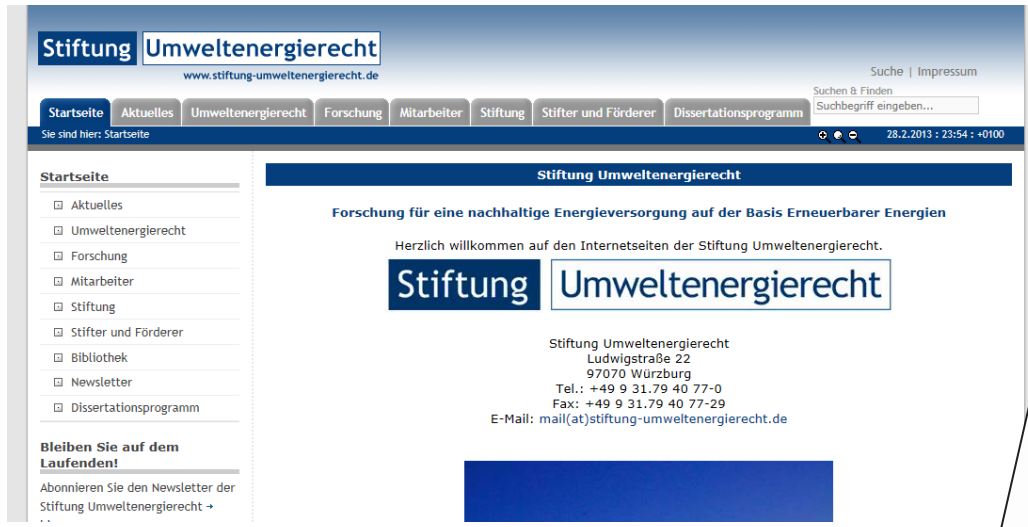 Stiftung Umweltenergierecht
www.stiftung-umweltenergierecht.de
Suche | Impressum
Suchen & Finden
Suchbegriff eingeben...
Startseite Aktuelles Umweltenergierecht Forschung Mitarbeiter Stiftung Stifter und Förderer Dissertationsprogramm
Sie sind hier: Startseite
28.2.2013 : 23:54 : +0100
Startseite
Aktuelles
Umweltenergierecht
Forschung
Mitarbeiter
Stiftung
Stifter und Förderer
Bibliothek
Newsletter
Dissertationsprogramm
Bleiben Sie auf dem
Laufenden!
Abonnieren Sie den Newsletter der
Stiftung Umweltenergierecht →
Stiftung Umweltenergierecht
Forschung für eine nachhaltige Energieversorgung auf der Basis Erneuerbarer Energien
Herzlich willkommen auf den Internetseiten der Stiftung Umweltenergierecht.
Stiftung Umweltenergierecht
Stiftung Umweltenergierecht
Ludwigstraße 22
97070 Würzburg
Tel.: +49 9 31.79 40 77-0
Fax: +49 9 31.79 40 77-29
E-Mail: mail(at)stiftung-umweltenergierecht.de